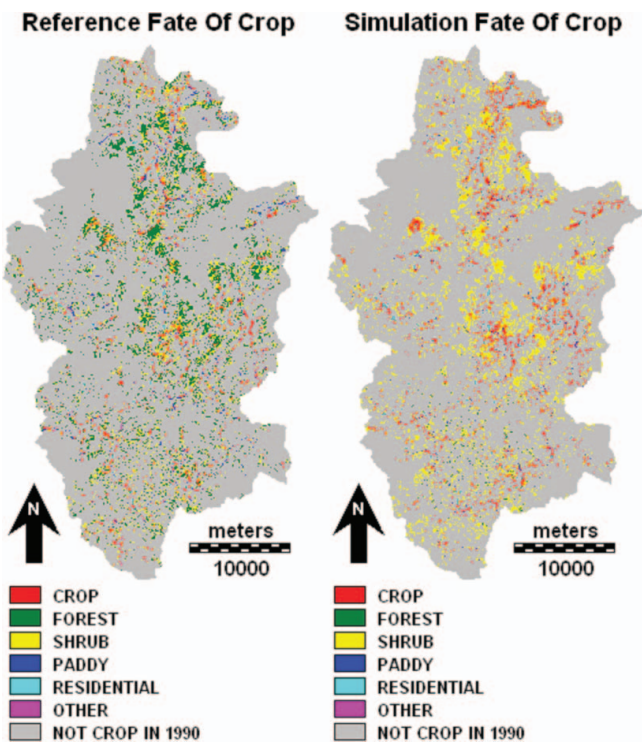 Reference Fate Of Crop
N
meters
10000
CROP
FOREST
SHRUB
PADDY
RESIDENTIAL
OTHER
NOT CROP IN 1990
Simulation Fate Of Crop
N
meters
10000
CROP
FOREST
SHRUB
PADDY
RESIDENTIAL
OTHER
NOT CROP IN 1990